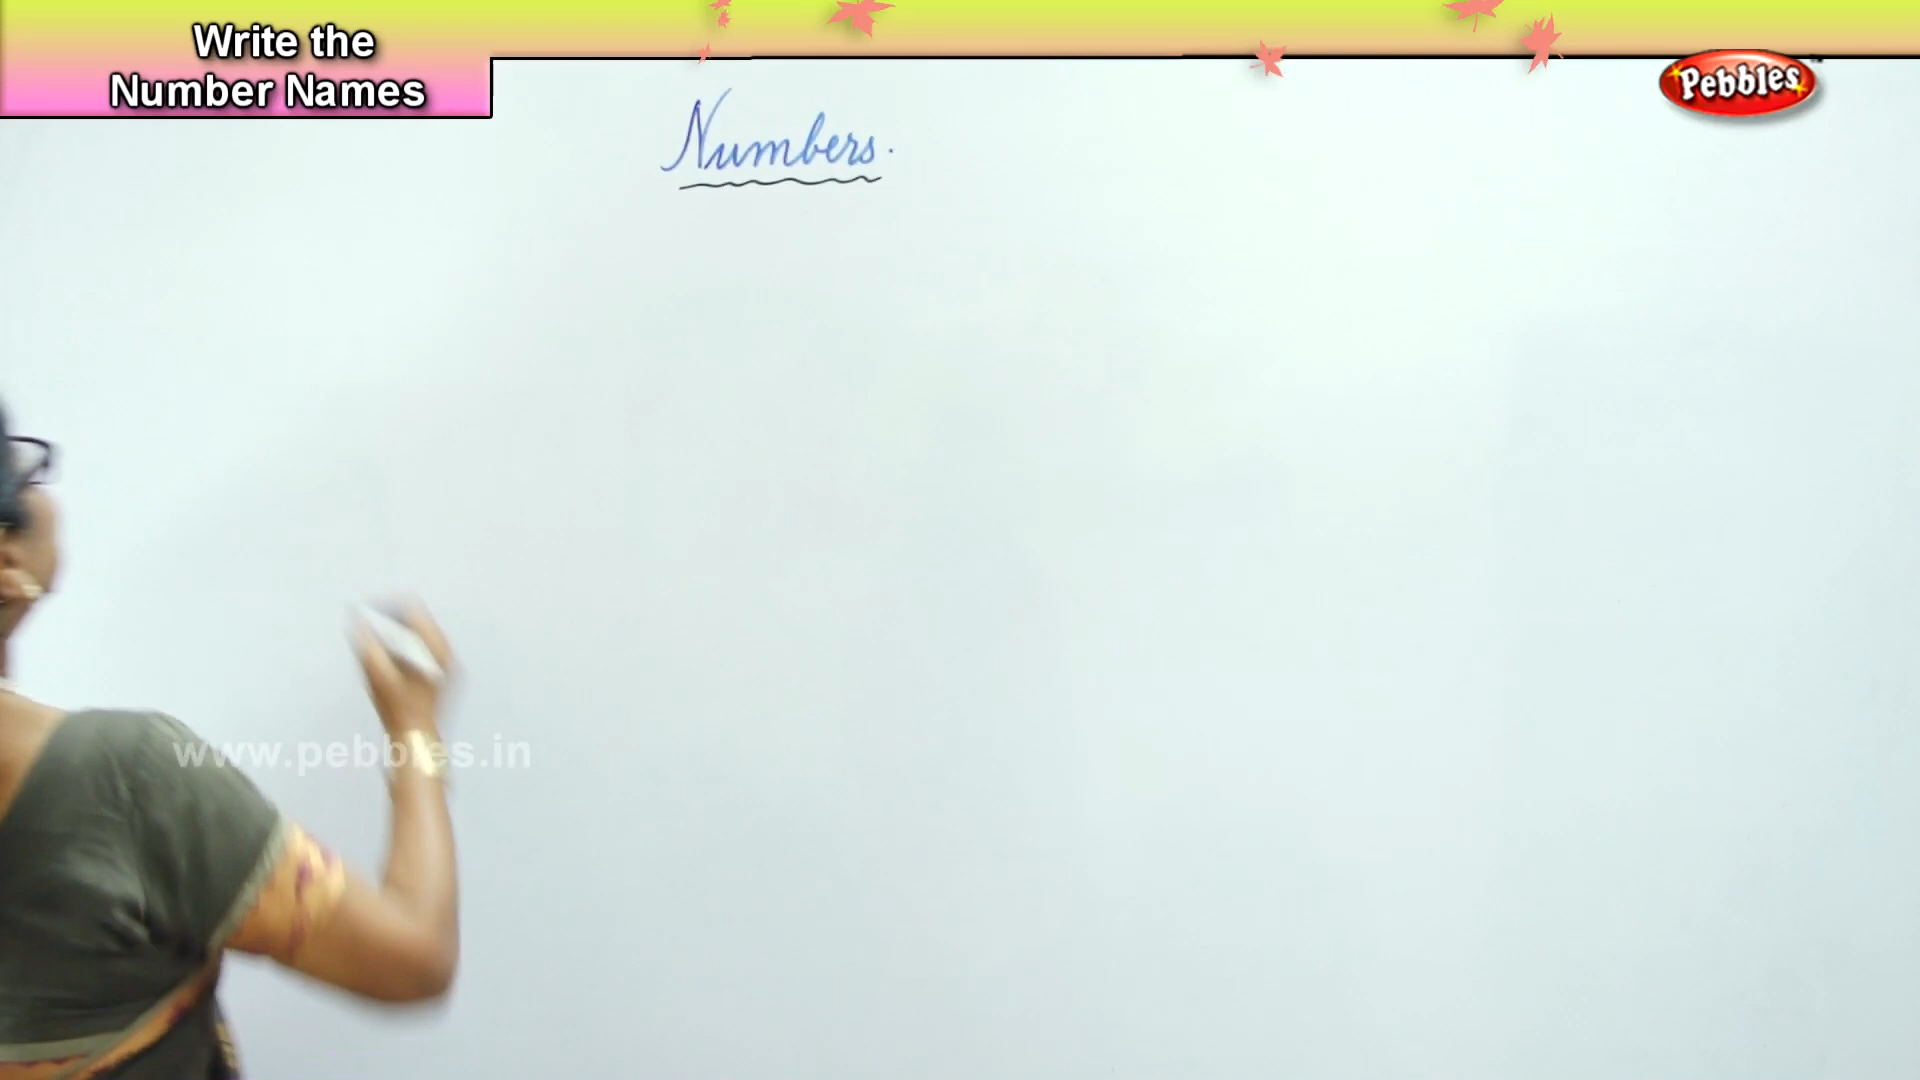 Write the
Number Names
Pebbles
Numbers.
www.pebbles.in